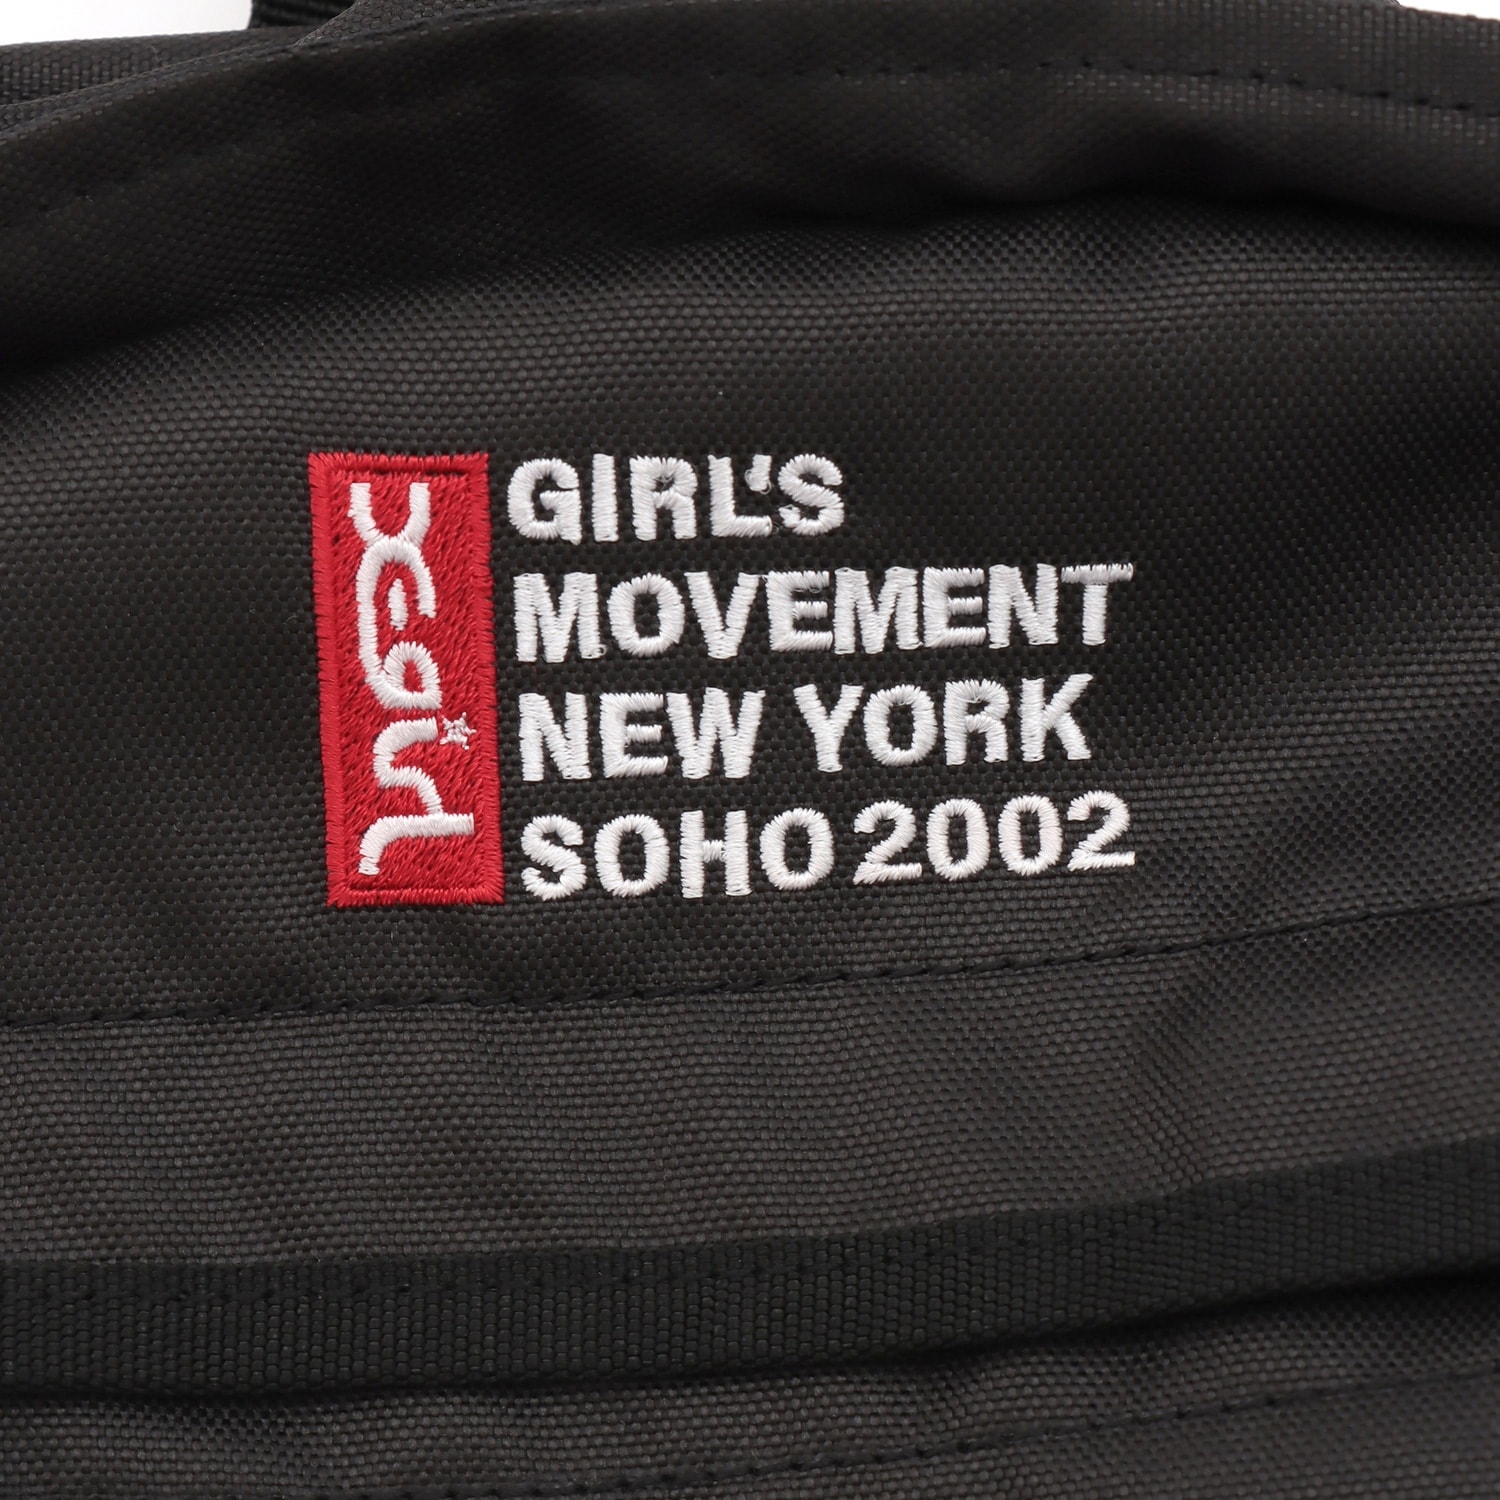 X-girl
GIRL'S
MOVEMENT
NEW YORK
SOHO 2002